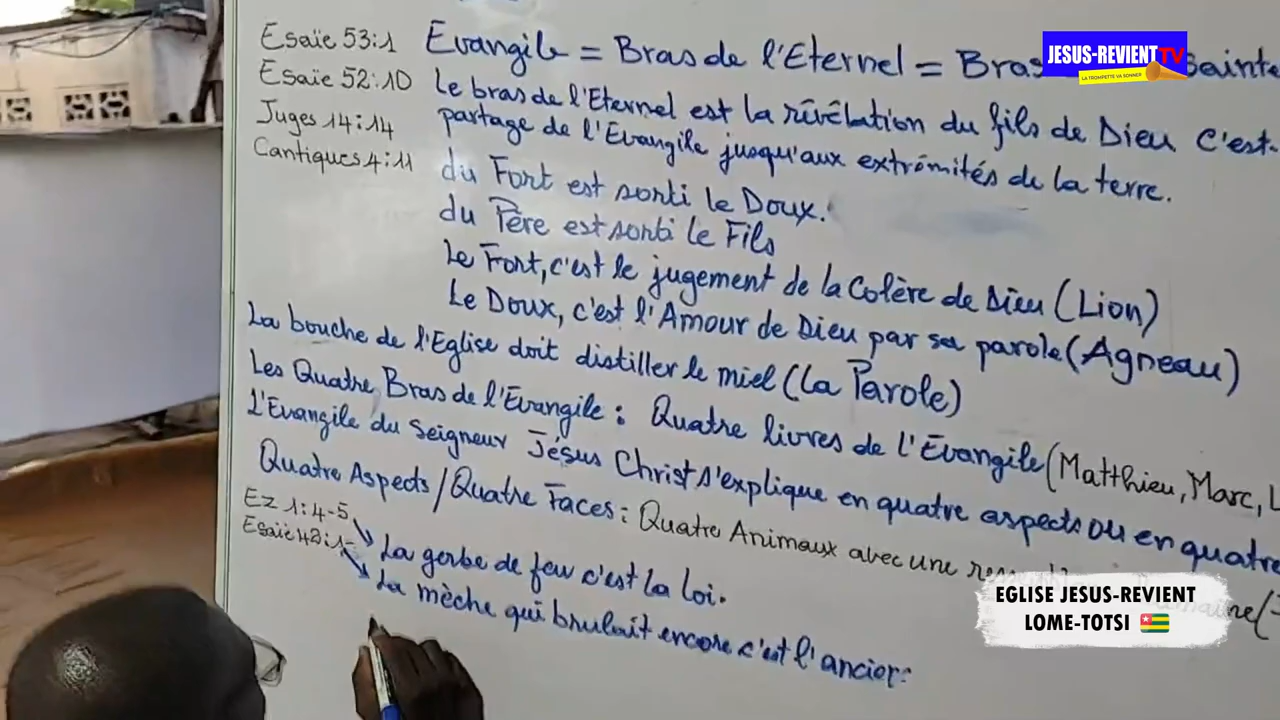 Esaïe 53:1
Esaïe 52:10
Juges 14:14
Cantiques 4:11
Evangile = Bras de l'Eternel = Bras
Le bras de l'Eternel est la révélation du fils de Dieu C'est-
partage de l'Evangile jusqu'aux extrémités de la terre.
du Fort est sorti le Doux.
du Père est sorti le Fils
Le Fort, c'est le jugement de la Colère de Dieu (Lion)
Le Doux, c'est l'Amour de Dieu par sa parole (Agneau)
La bouche de l'Eglise doit distiller le miel (La Parole)
Les Quatre Bras de l'Evangile : Quatre livres de l'Evangile (Matthieu, Marc, L
L'Evangile du Seigneur Jésus Christ s'explique en quatre aspects ou en quatre
Quatre Aspects / Quatre Faces : Quatre Animaux avec une
Ez 1:4-5
La gerbe de feu c'est la loi.
La mèche qui brulait encore c'est l'ancien
JESUS-REVIENT TV
LA TROMPETTE VA SONNER
EGLISE JESUS-REVIENT
LOME-TOTSI